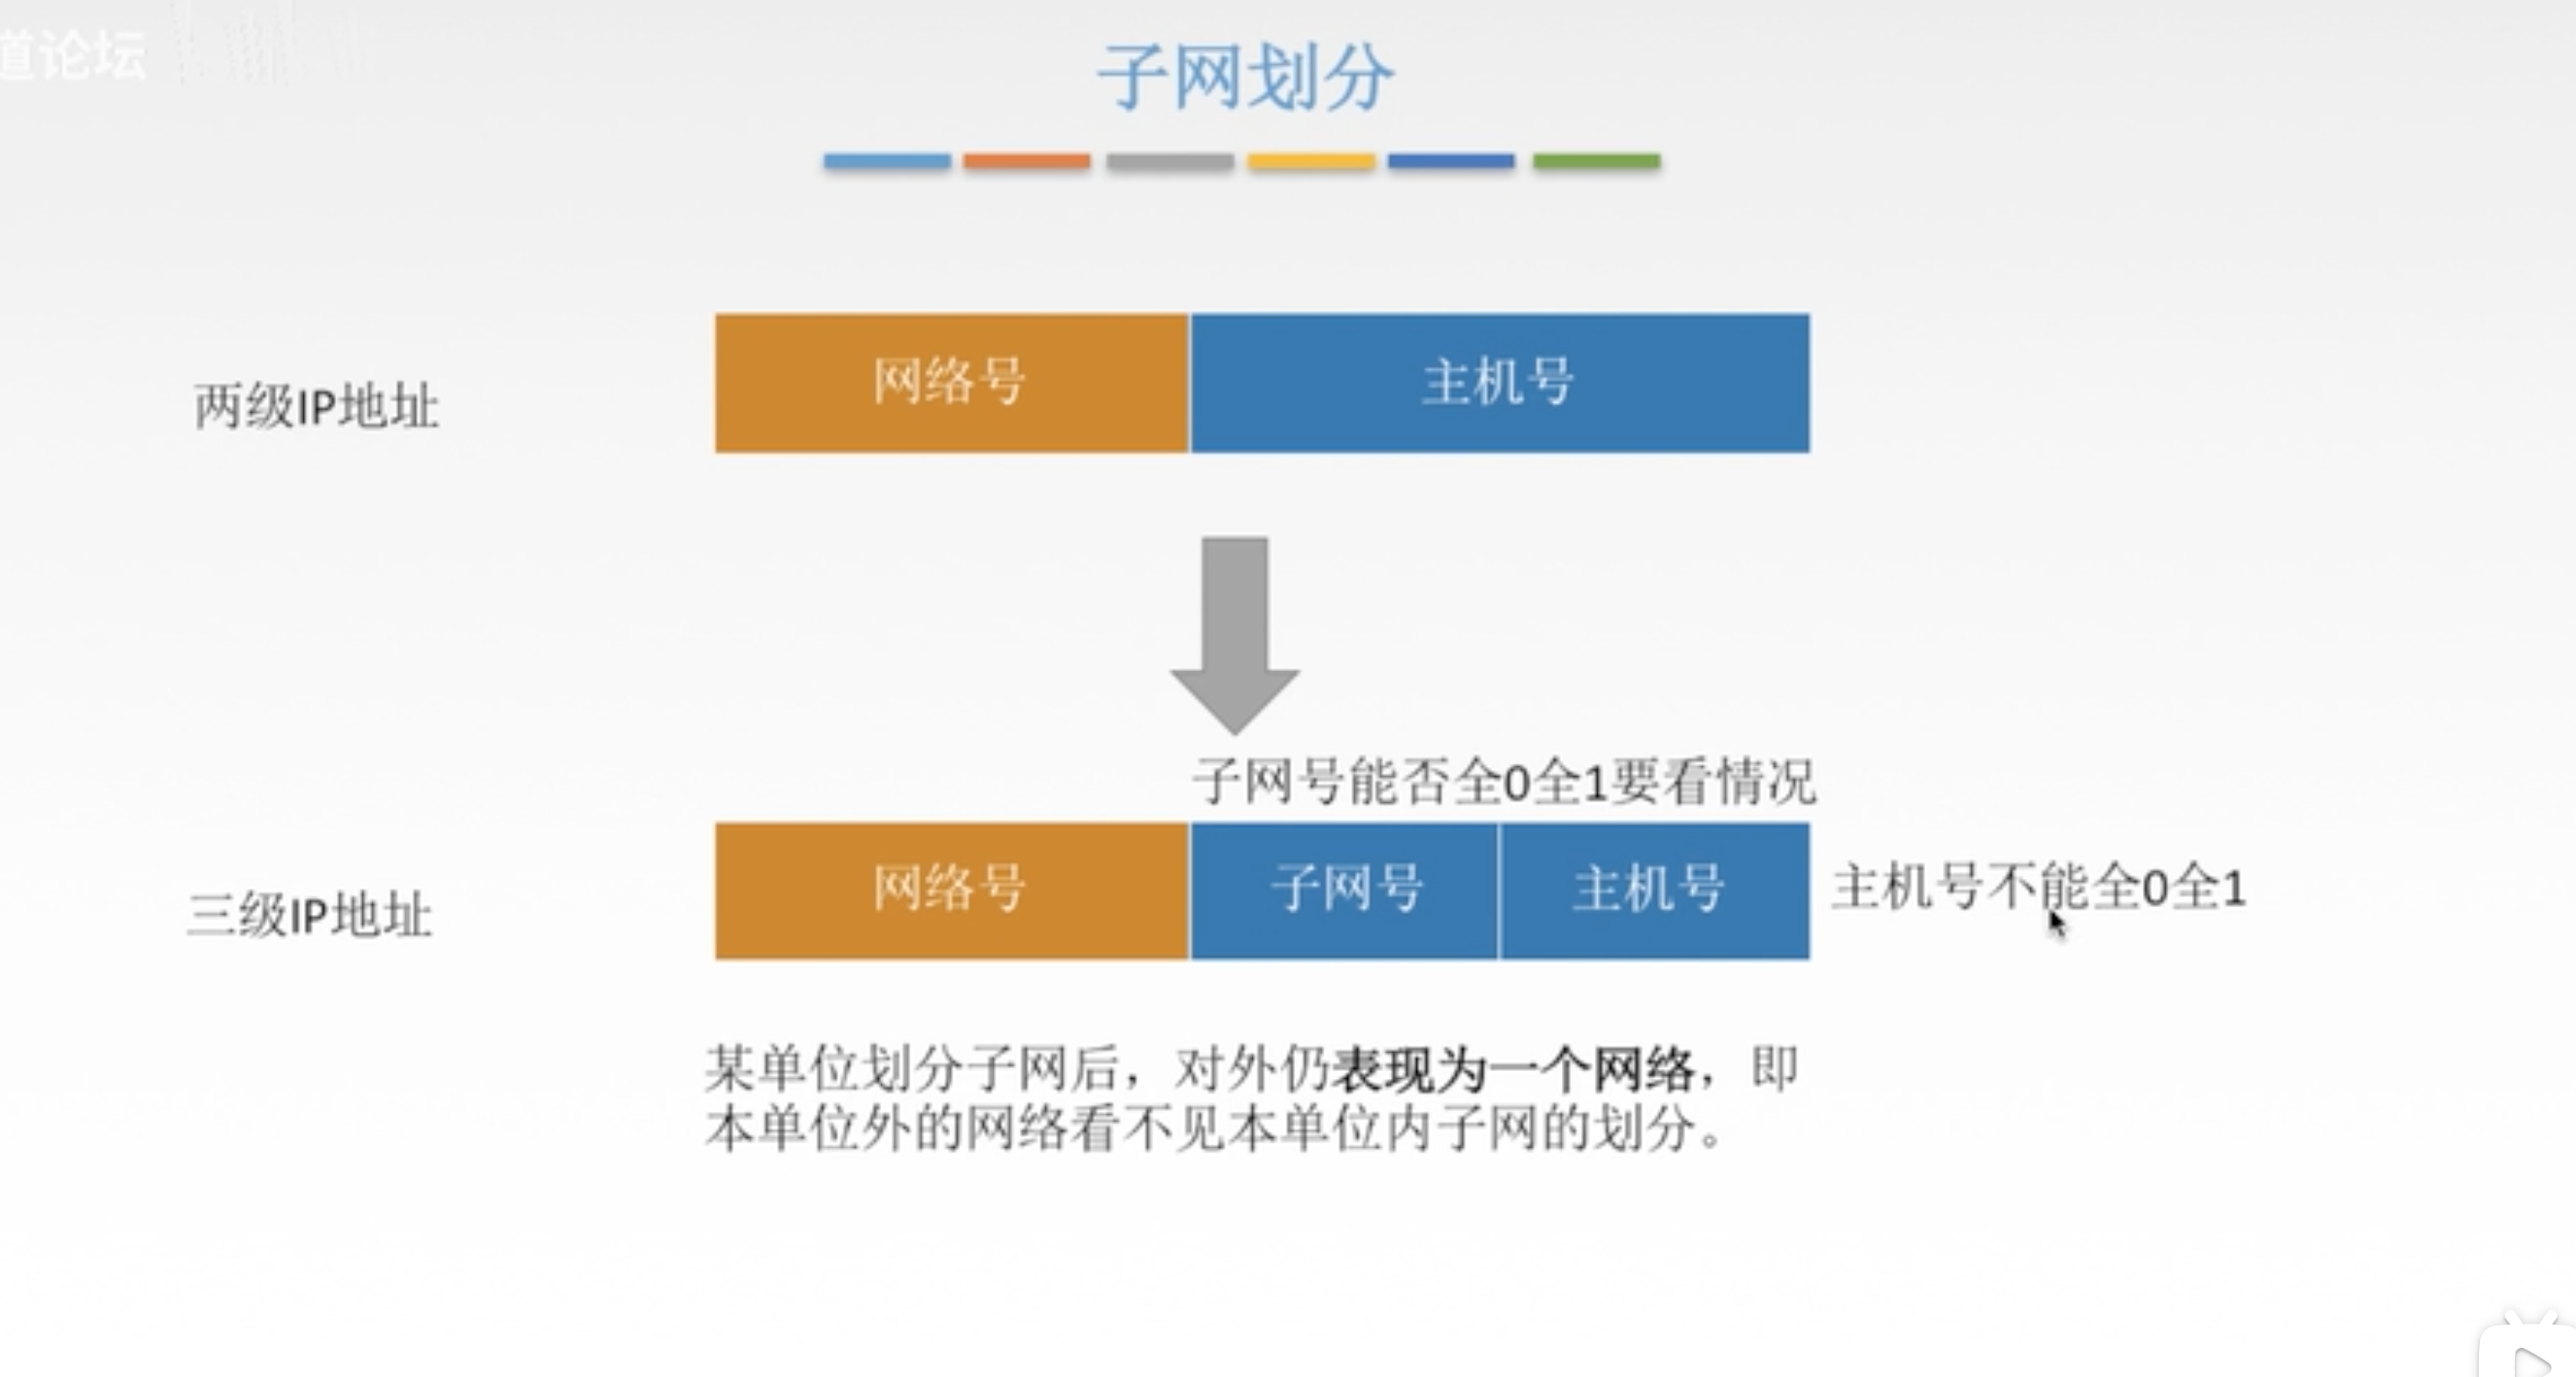 道论坛
子网划分
两级IP地址
网络号
主机号
子网号能否全0全1要看情况
三级IP地址
网络号
子网号
主机号
主机号不能全0全1
某单位划分子网后，对外仍表现为一个网络，即
本单位外的网络看不见本单位内子网的划分。